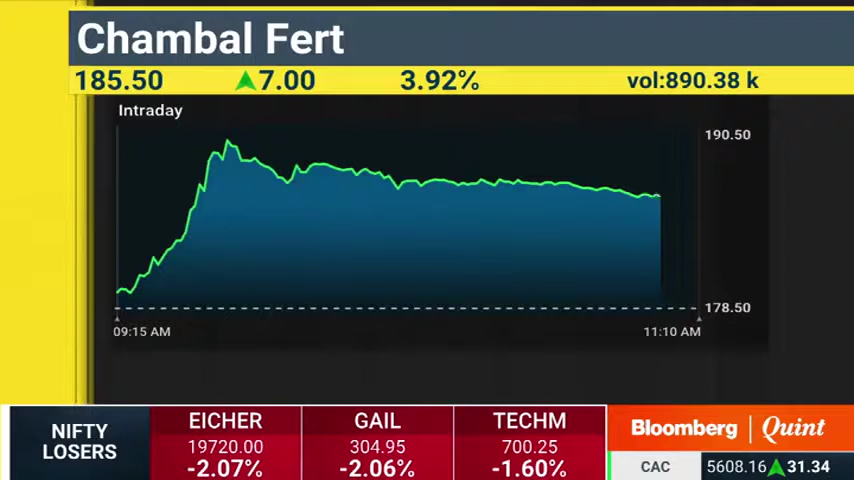 Chambal Fert
185.50 ▲7.00 3.92% vol:890.38 k
Intraday
190.50
178.50
09:15 AM 11:10 AM
NIFTY
LOSERS
EICHER
19720.00
-2.07%
GAIL
304.95
-2.06%
TECHM
700.25
-1.60%
Bloomberg | Quint
CAC 5608.16▲31.34